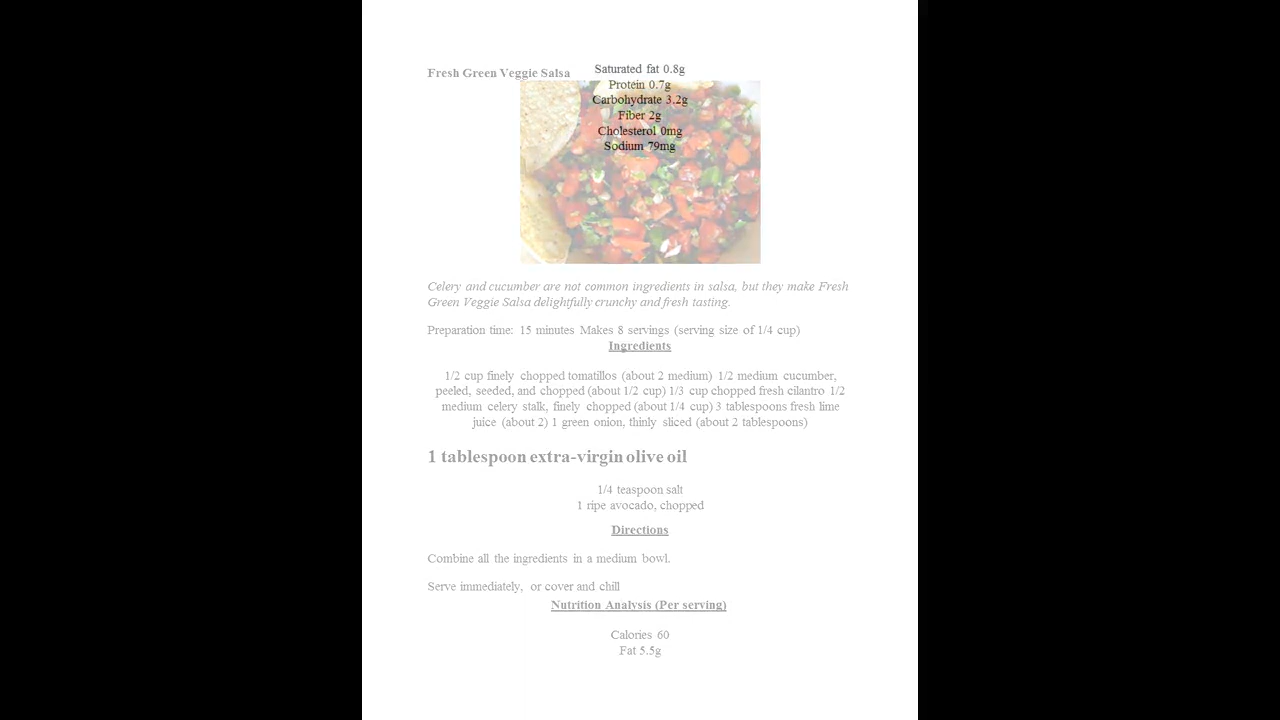 Fresh Green Veggie Salsa
Saturated fat 0.8g
Protein 0.7g
Carbohydrate 3.2g
Fiber 2g
Cholesterol 0mg
Sodium 79mg
Celery and cucumber are not common ingredients in salsa, but they make Fresh
Green Veggie Salsa delightfully crunchy and fresh tasting.
Preparation time: 15 minutes Makes 8 servings (serving size of 1/4 cup)
Ingredients
1/2 cup finely chopped tomatillos (about 2 medium) 1/2 medium cucumber,
peeled, seeded, and chopped (about 1/2 cup) 1/3 cup chopped fresh cilantro 1/2
medium celery stalk, finely chopped (about 1/4 cup) 3 tablespoons fresh lime
juice (about 2) 1 green onion, thinly sliced (about 2 tablespoons)
1 tablespoon extra-virgin olive oil
1/4 teaspoon salt
1 ripe avocado, chopped
Directions
Combine all the ingredients in a medium bowl.
Serve immediately, or cover and chill
Nutrition Analysis (Per serving)
Calories 60
Fat 5.5g